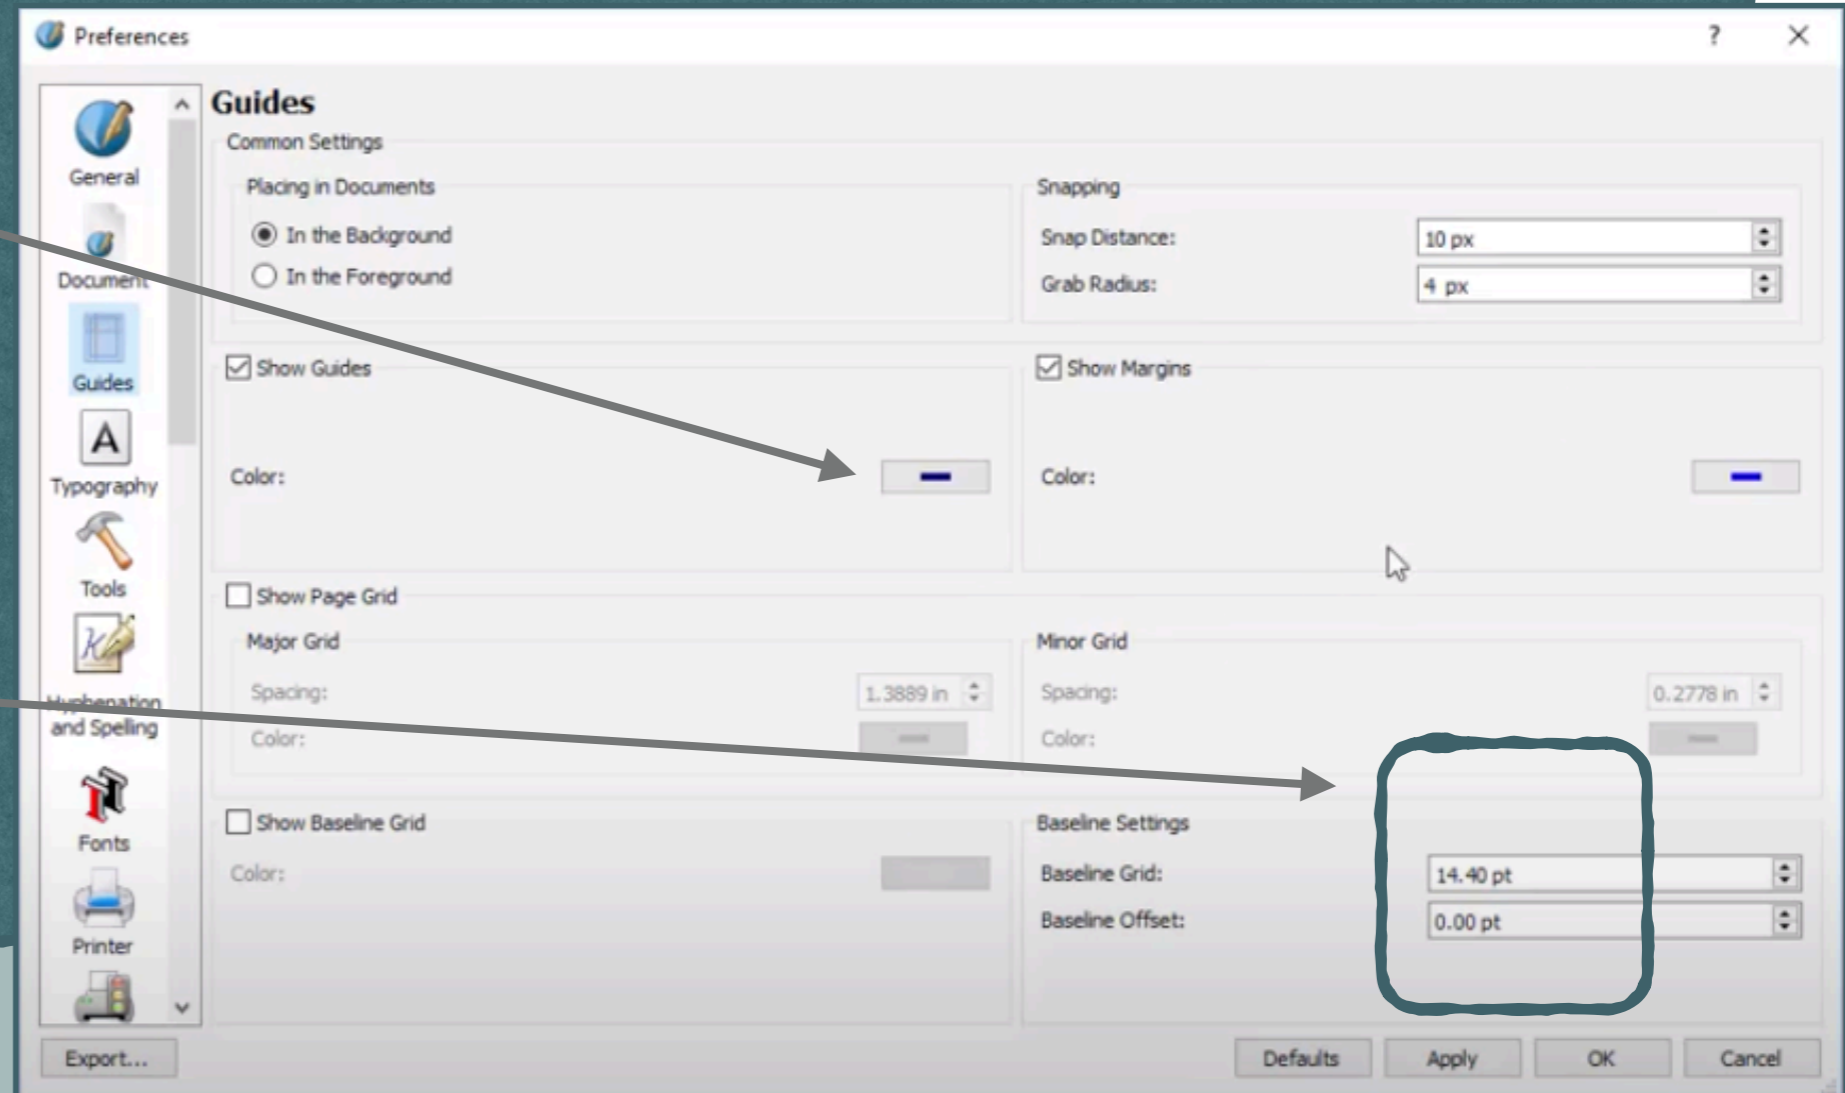 Preferences
?
General
Document
Guides
Typography
Tools
Hyphenation
and Spelling
Fonts
Printer
Export...
Guides
Common Settings
Placing in Documents
In the Background
In the Foreground
Snapping
Snap Distance: 10 px
Grab Radius: 4 px
Show Guides
Color:
Show Margins
Color:
Show Page Grid
Major Grid
Spacing: 1.3889 in
Color:
Minor Grid
Spacing: 0.2778 in
Color:
Show Baseline Grid
Color:
Baseline Settings
Baseline Grid: 14.40 pt
Baseline Offset: 0.00 pt
Defaults Apply OK Cancel